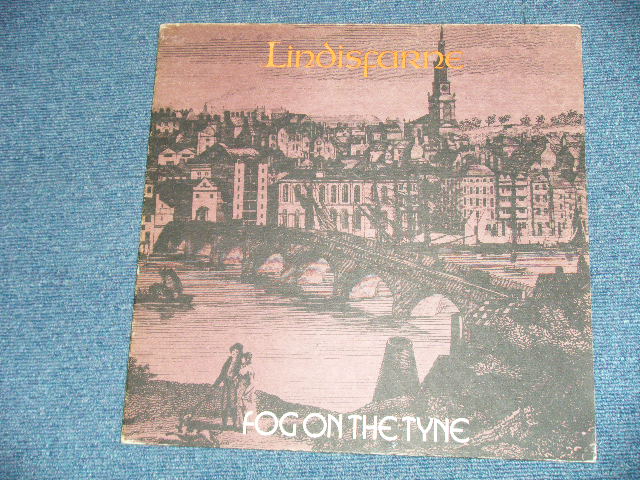 Lindisfarne
FOG ON THE TYNE